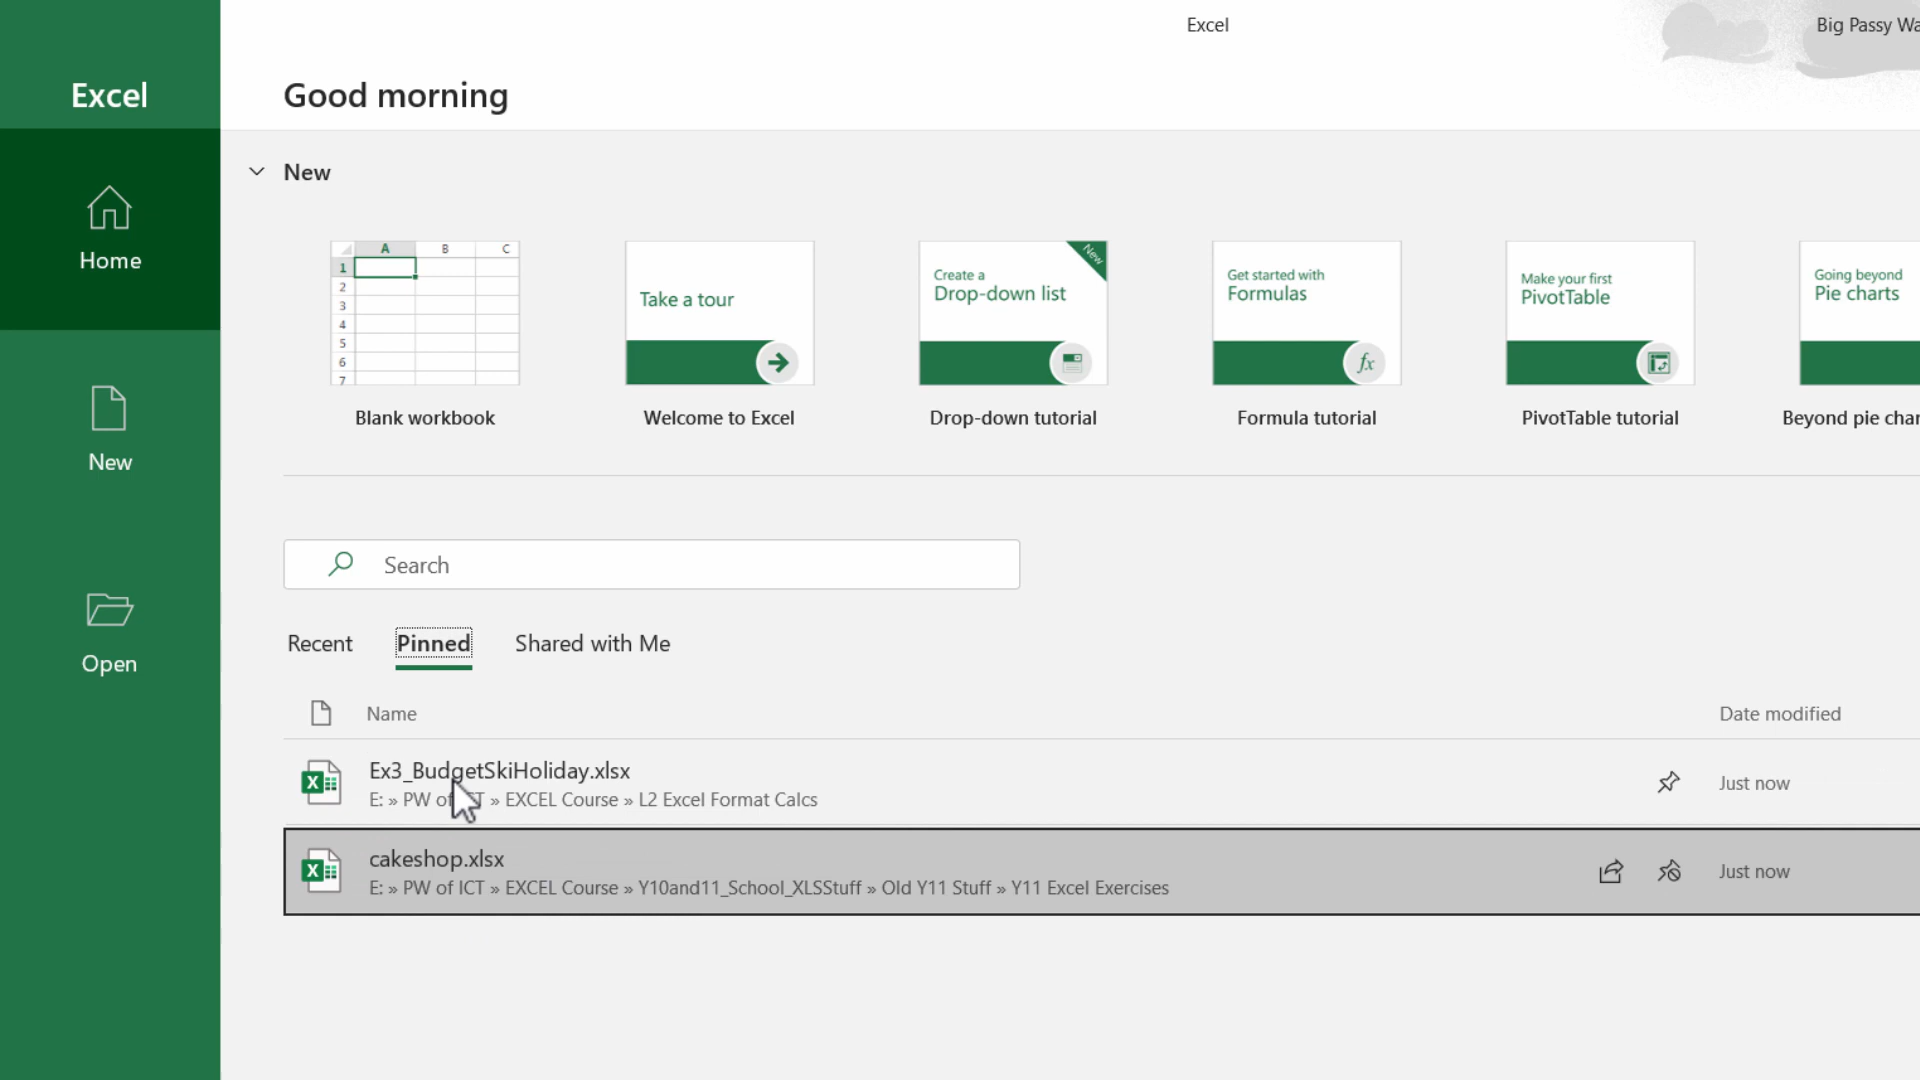 Excel
Big Passy Wa
Excel
Good morning
Home
New
Open
New
A B C
1
2
3
4
5
6
7
Blank workbook
Take a tour
Welcome to Excel
New
Create a
Drop-down list
Drop-down tutorial
Get started with
Formulas
fx
Formula tutorial
Make your first
PivotTable
PivotTable tutorial
Going beyond
Pie charts
Beyond pie char
Search
Recent Pinned Shared with Me
Name Date modified
Ex3_BudgetSkiHoliday.xlsx
E: » PW of » EXCEL Course » L2 Excel Format Calcs
Just now
cakeshop.xlsx
E: » PW of ICT » EXCEL Course » Y10and11_School_XLSStuff » Old Y11 Stuff » Y11 Excel Exercises
Just now